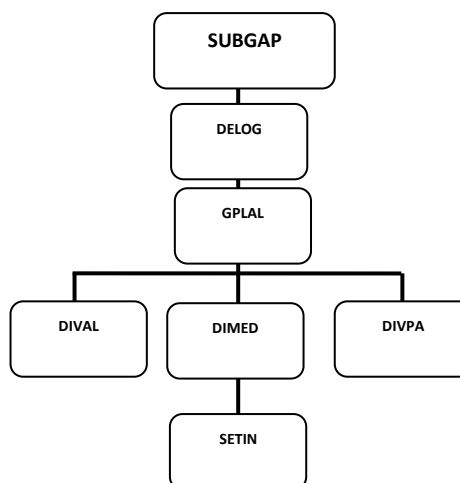 SUBGAP
DELOG
GPLAL
DIVAL
DIMED
DIVPA
SETIN